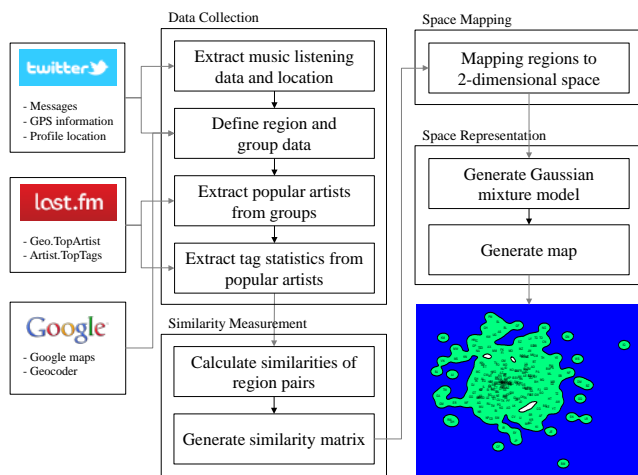 Data Collection
Space Mapping
twitter
- Messages
- GPS information
- Profile location
Extract music listening
data and location
Define region and
group data
last.fm
- Geo.TopArtist
- Artist.TopTags
Extract popular artists
from groups
Extract tag statistics from
popular artists
Google
- Google maps
- Geocoder
Similarity Measurement
Calculate similarities of
region pairs
Generate similarity matrix
Mapping regions to
2-dimensional space
Space Representation
Generate Gaussian
mixture model
Generate map